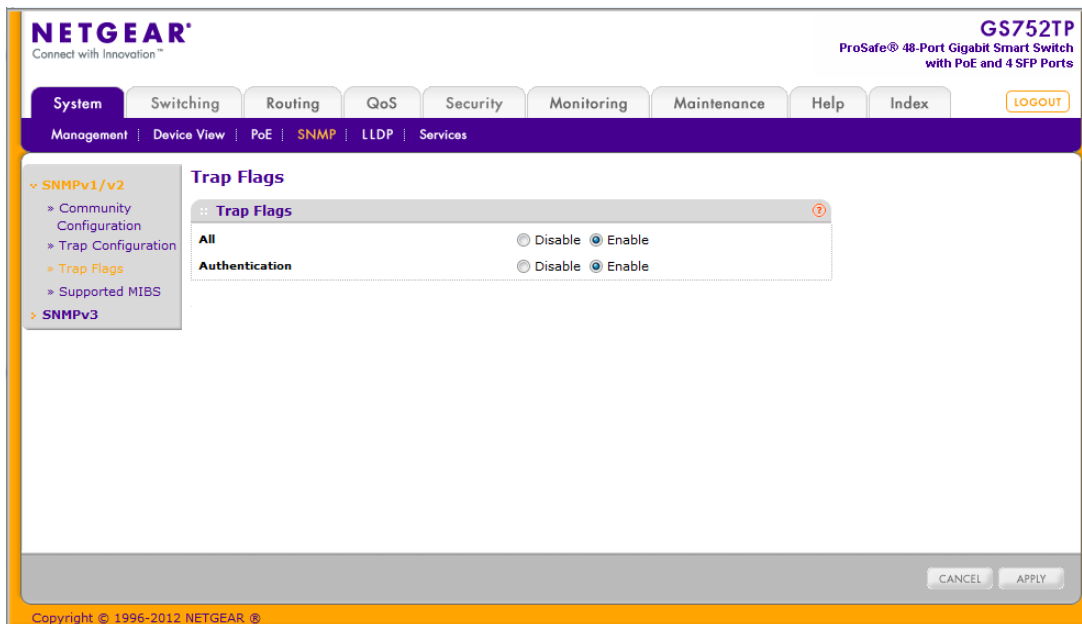 NETGEAR®
Connect with Innovation™
GS752TP
ProSafe® 48-Port Gigabit Smart Switch
with PoE and 4 SFP Ports
System Switching Routing QoS Security Monitoring Maintenance Help Index LOGOUT
Management Device View PoE SNMP LLDP Services
SNMPv1/v2
» Community
Configuration
» Trap Configuration
» Trap Flags
» Supported MIBS
SNMPv3
Trap Flags
Trap Flags ?
All Disable Enable
Authentication Disable Enable
CANCEL APPLY
Copyright © 1996-2012 NETGEAR ®